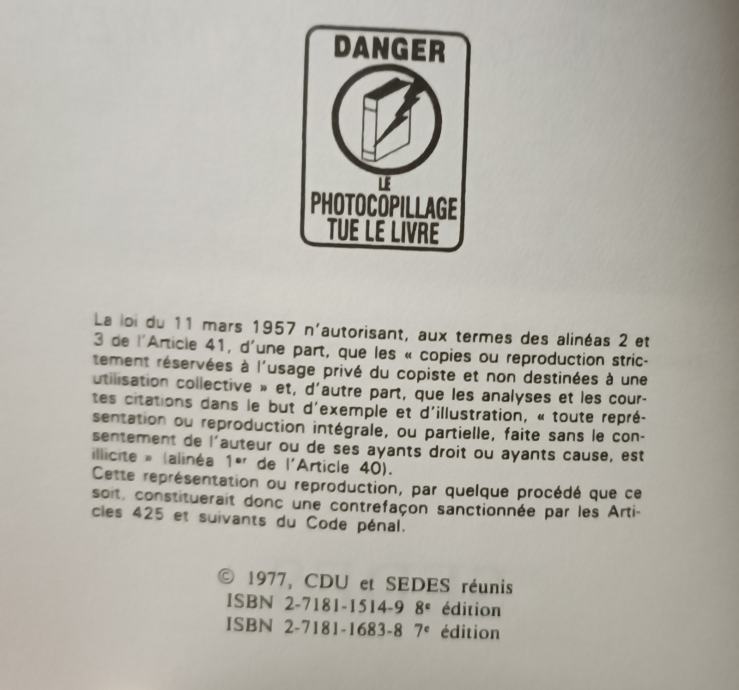 DANGER
LE
PHOTOCOPILLAGE
TUE LE LIVRE
La loi du 11 mars 1957 n'autorisant, aux termes des alinéas 2 et
3 de l'Article 41, d'une part, que les « copies ou reproduction stric-
tement réservées à l'usage privé du copiste et non destinées à une
utilisation collective » et, d'autre part, que les analyses et les cour-
tes citations dans le but d'exemple et d'illustration, « toute repré-
sentation ou reproduction intégrale, ou partielle, faite sans le con-
sentement de l'auteur ou de ses ayants droit ou ayants cause, est
illicite » (alinéa 1er de l'Article 40).
Cette représentation ou reproduction, par quelque procédé que ce
soit, constituerait donc une contrefaçon sanctionnée par les Arti-
cles 425 et suivants du Code pénal.
© 1977, CDU et SEDES réunis
ISBN 2-7181-1514-9 8e édition
ISBN 2-7181-1683-8 7e édition